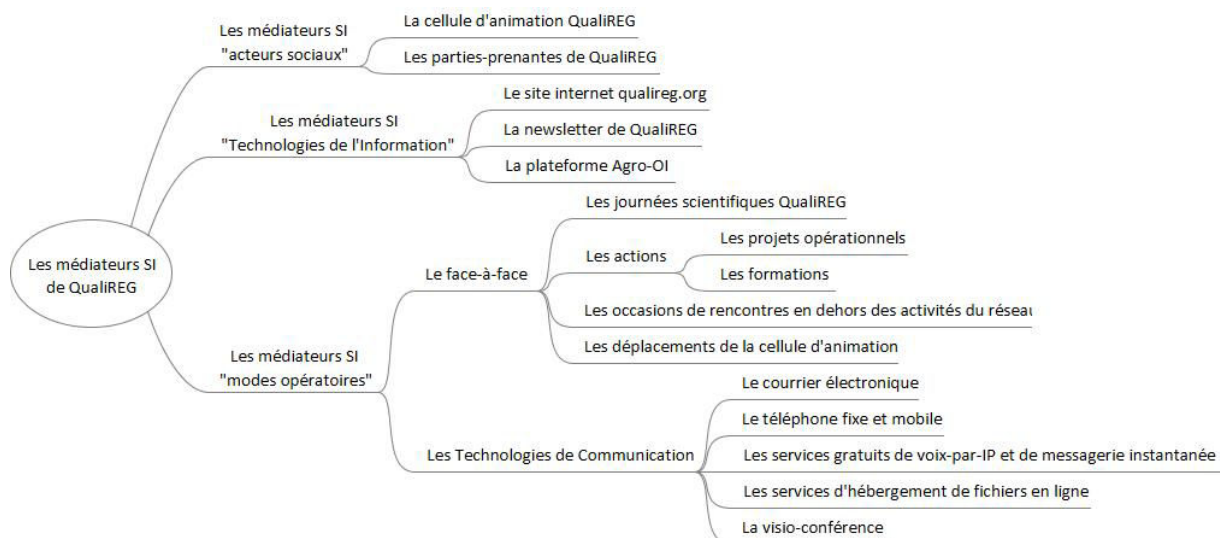 Les médiateurs SI
"acteurs sociaux"
La cellule d'animation QualiREG
Les parties-prenantes de QualiREG
Les médiateurs SI
"Technologies de l'Information"
Le site internet qualireg.org
La newsletter de QualiREG
La plateforme Agro-OI
Les médiateurs SI
de QualiREG
Les médiateurs SI
"modes opératoires"
Le face-à-face
Les journées scientifiques QualiREG
Les actions
Les projets opérationnels
Les formations
Les occasions de rencontres en dehors des activités du réseau
Les déplacements de la cellule d'animation
Les Technologies de Communication
Le courrier électronique
Le téléphone fixe et mobile
Les services gratuits de voix-par-IP et de messagerie instantanée
Les services d'hébergement de fichiers en ligne
La visio-conférence